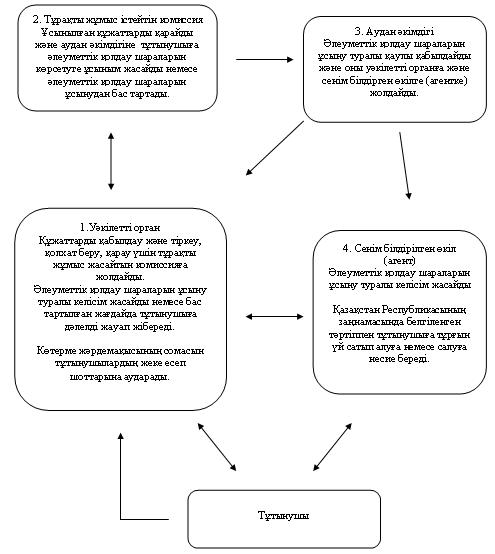 2. Тұрақты жұмыс істейтін комиссия
Ұсынылған құжаттарды қарайды
және аудан әкімдігіне тұтынушыға
әлеуметтік қолдау шараларын
көрсетуге ұсыным жасайды немесе
әлеуметтік қолдау шараларын
ұсынудан бас тартады.
3. Аудан әкімдігі
Әлеуметтік қолдау шараларын
ұсыну туралы қаулы қабылдайды
және оны уәкілетті органға және
сенім білдірген өкілге (агентке)
жолдайды.
1.Уәкілетті орган
Құжаттарды қабылдау және тіркеу,
қолхат беру, қарау үшін тұрақты
жұмыс жасайтын комиссияға
жолдайды.
Әлеуметтік қолдау шараларын ұсыну
туралы келісім жасайды немесе бас
тартылған жағдайда тұтынушыға
дәлелді жауап жібереді.
Көтерме жәрдемақысының сомасын
тұтынушылардың жеке есеп
шоттарына аударады.
4. Сенім білдірілген өкіл
(агент)
Әлеуметтік қолдау шараларын
ұсыну туралы келісім жасайды
Қазақстан Республикасының
заңнамасында белгіленген
тәртіппен тұтынушыға тұрғын
үй сатып алуға немесе салуға
несие береді.
Тұтынушы